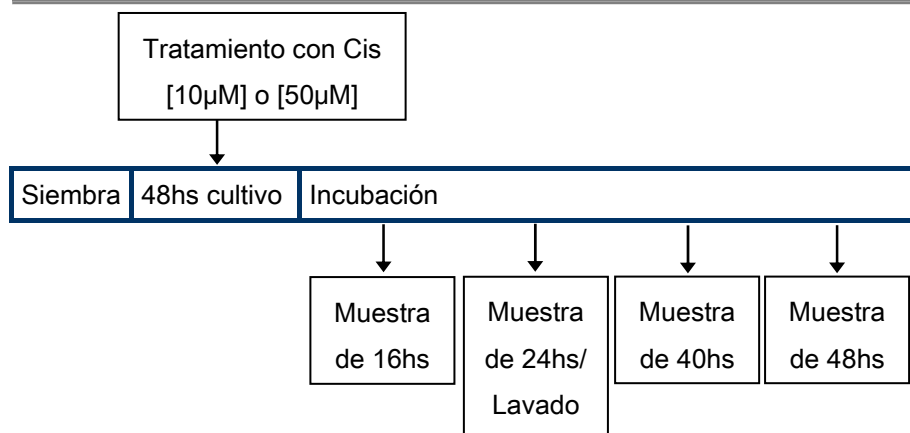 Tratamiento con Cis
[10µM] o [50µM]
Siembra
48hs cultivo
Incubación
Muestra
de 16hs
Muestra
de 24hs/
Lavado
Muestra
de 40hs
Muestra
de 48hs